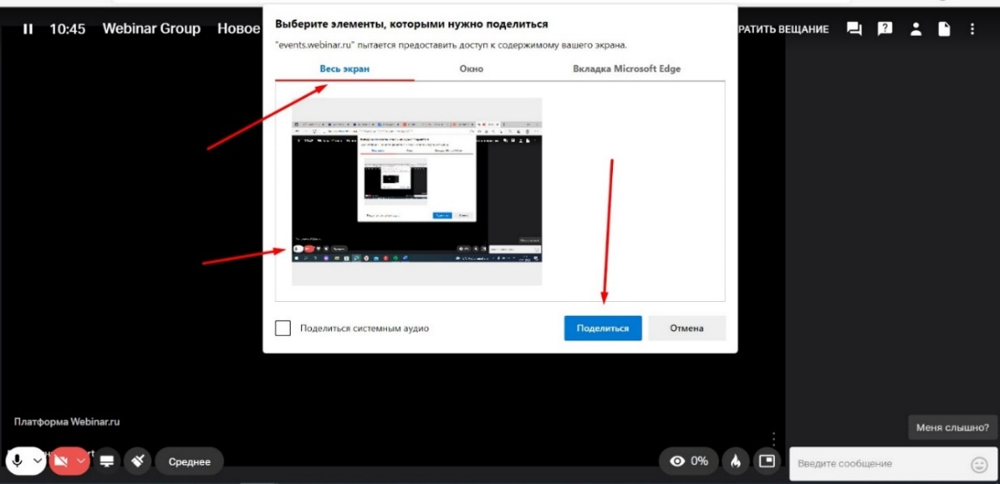 10:45 Webinar Group Новое
РАТИТЬ ВЕЩАНИЕ
Выберите элементы, которыми нужно поделиться
"events.webinar.ru" пытается предоставить доступ к содержимому вашего экрана.
Весь экран Окно Вкладка Microsoft Edge
Поделиться системным аудио
Поделиться Отмена
Платформа Webinar.ru
Меня слышно?
Среднее
0%
Введите сообщение